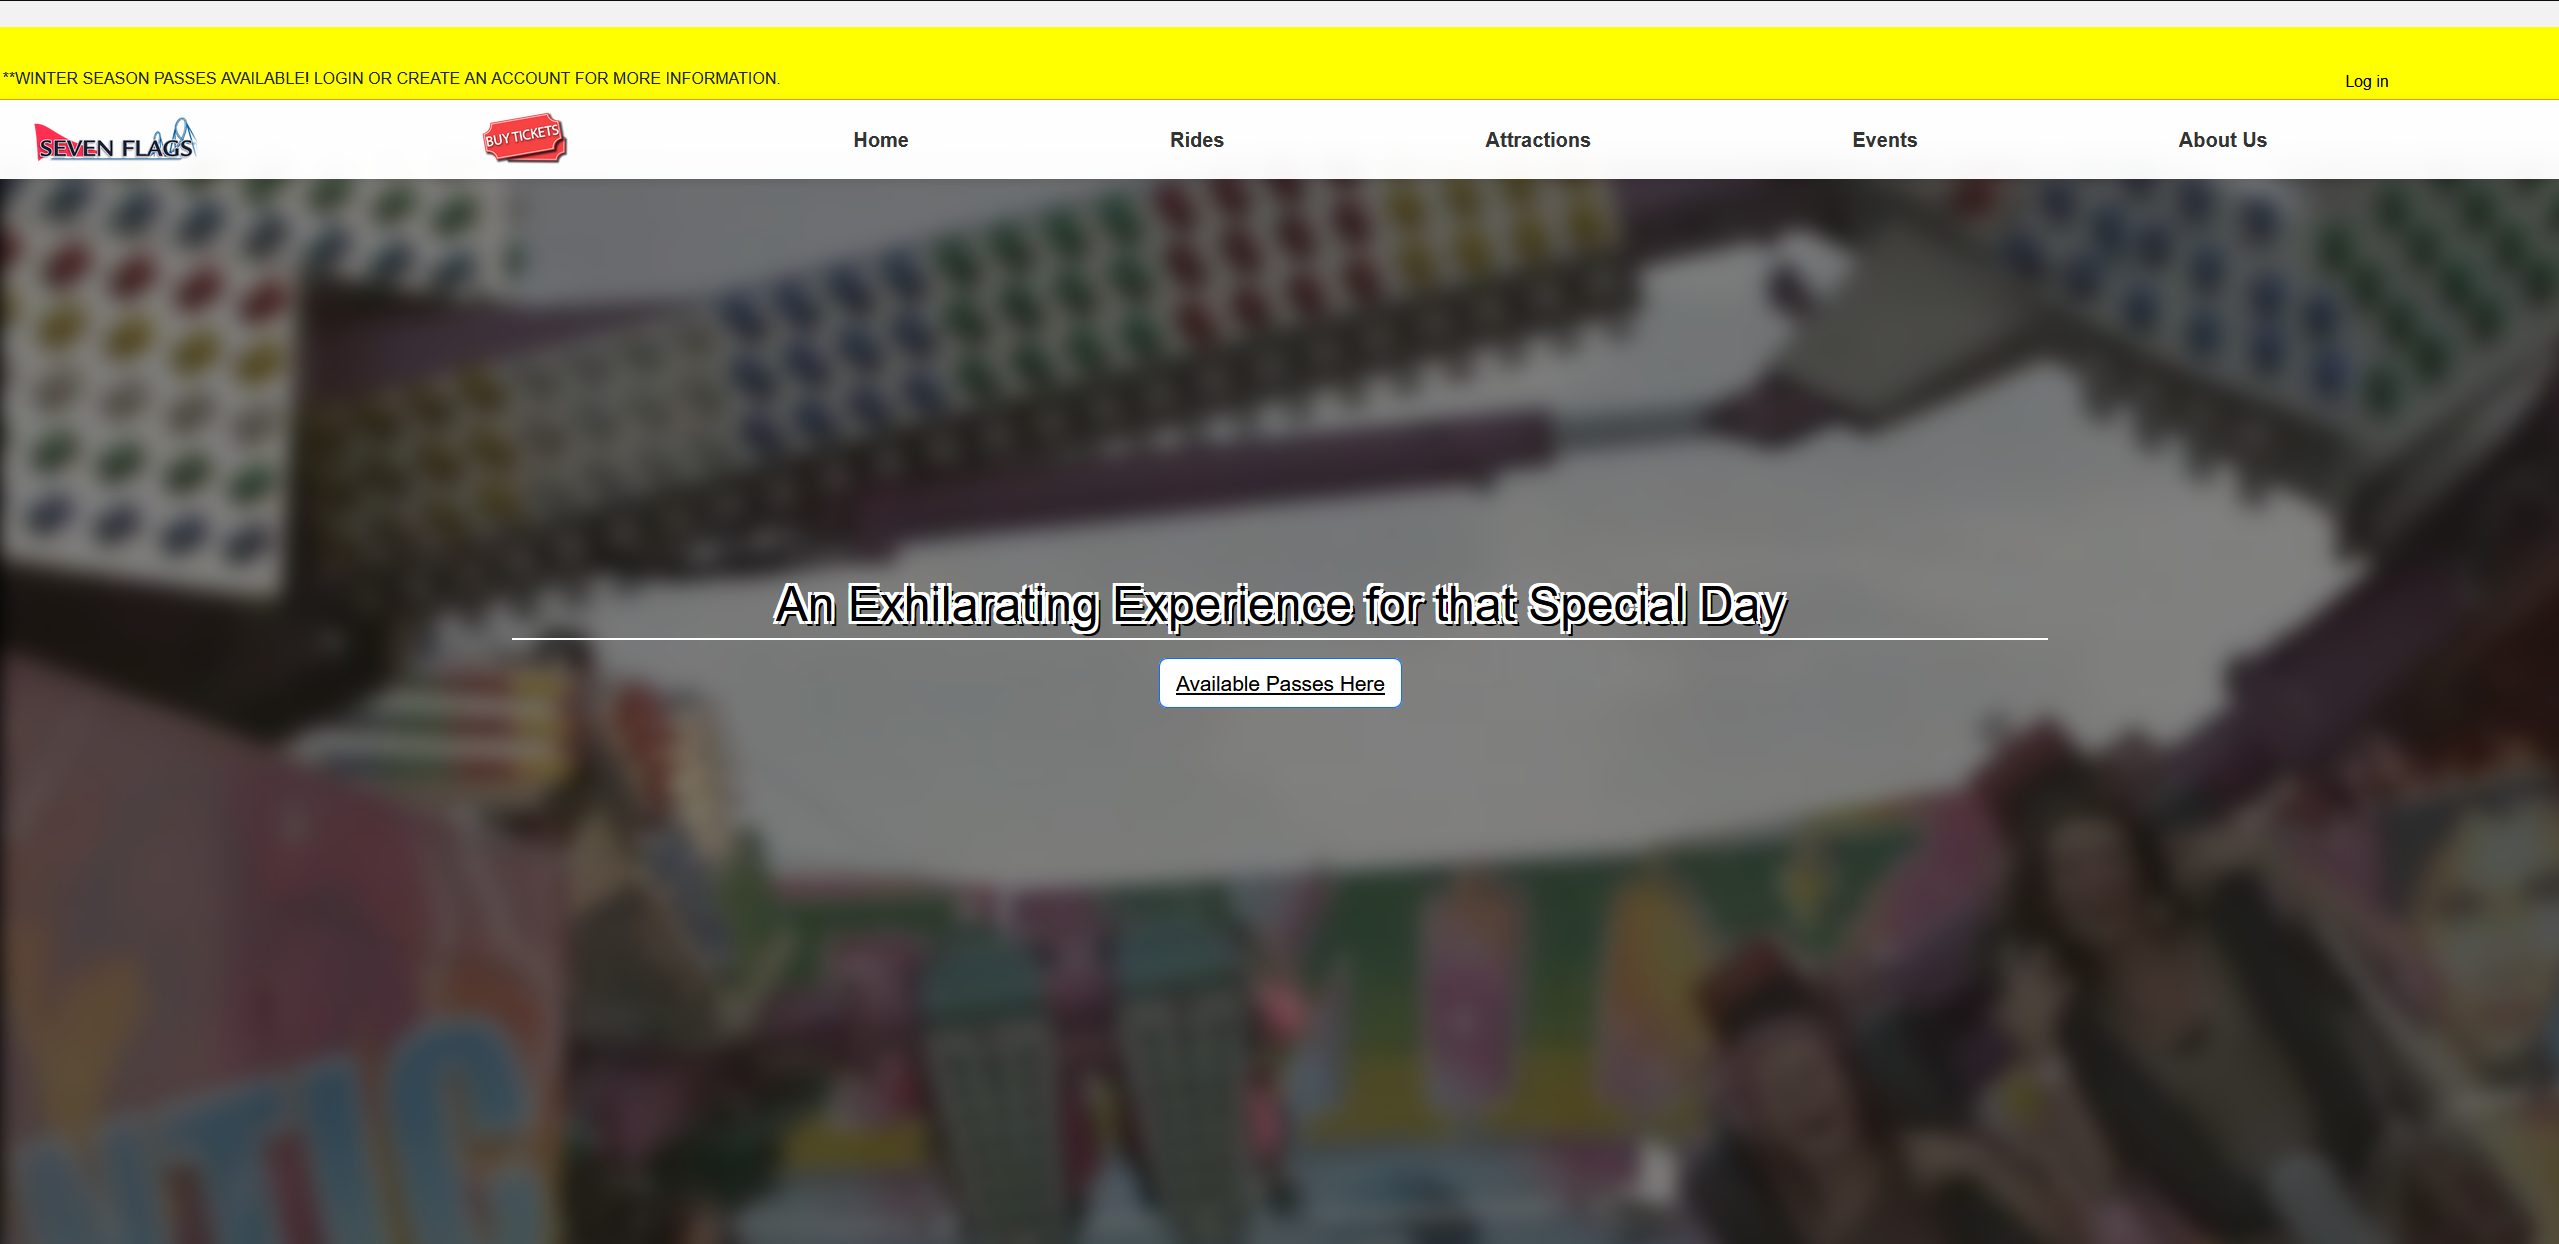 **WINTER SEASON PASSES AVAILABLE! LOGIN OR CREATE AN ACCOUNT FOR MORE INFORMATION.
Log in
SEVEN FLAGS
BUY TICKETS
Home
Rides
Attractions
Events
About Us
An Exhilarating Experience for that Special Day
Available Passes Here